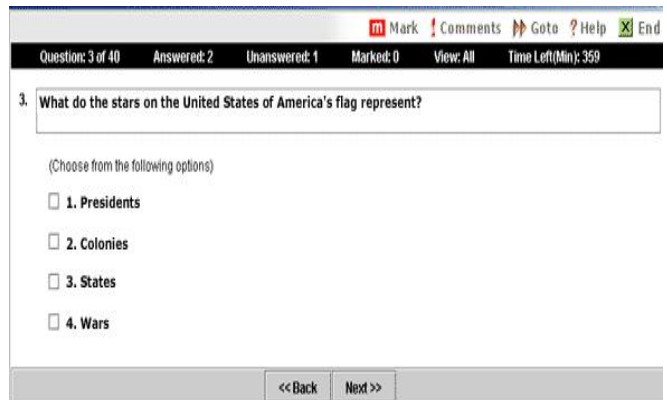 m Mark ! Comments Goto ? Help X End
Question: 3 of 40 Answered: 2 Unanswered: 1 Marked: 0 View: All Time Left(Min): 359
3. What do the stars on the United States of America's flag represent?
(Choose from the following options)
1. Presidents
2. Colonies
3. States
4. Wars
<< Back Next >>